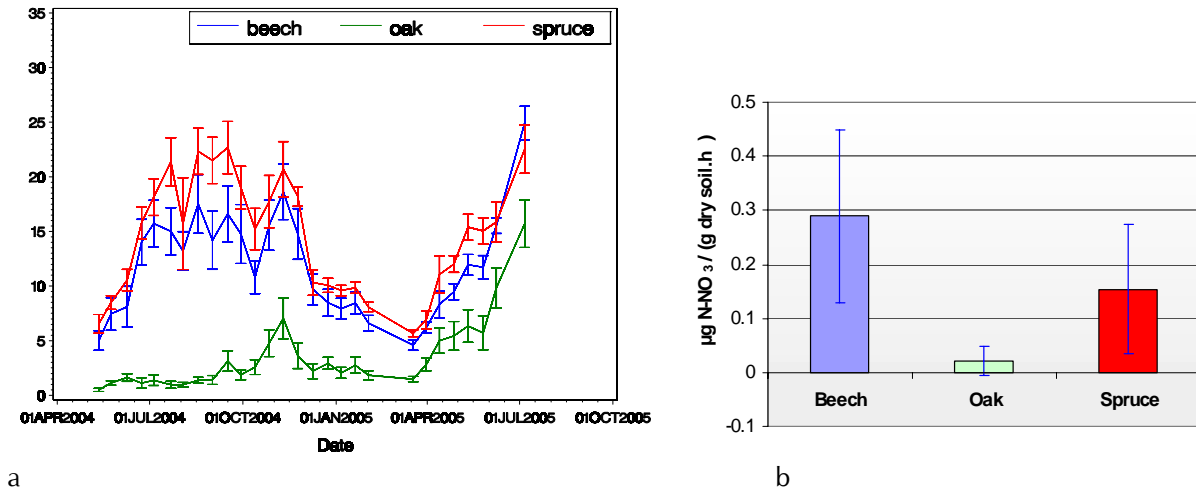 beech oak spruce
35
30
25
20
15
10
5
0
01APR2004 01JUL2004 01OCT2004 01JAN2005 01APR2005 01JUL2005 01OCT2005
Date
a
µg N-NO3 / (g dry soil.h )
0.5
0.4
0.3
0.2
0.1
0
-0.1
Beech Oak Spruce
b